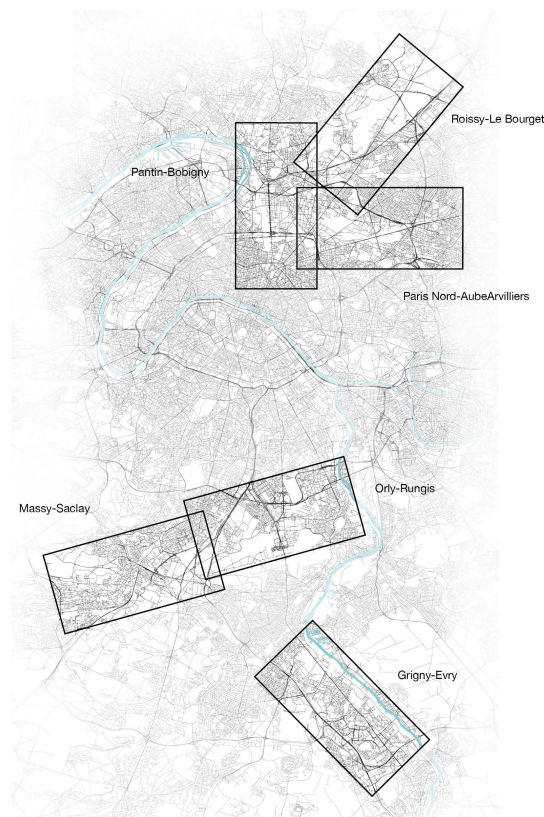 Roissy-Le Bourget
Pantin-Bobigny
Paris Nord-AubeArvilliers
Orly-Rungis
Massy-Saclay
Grigny-Evry